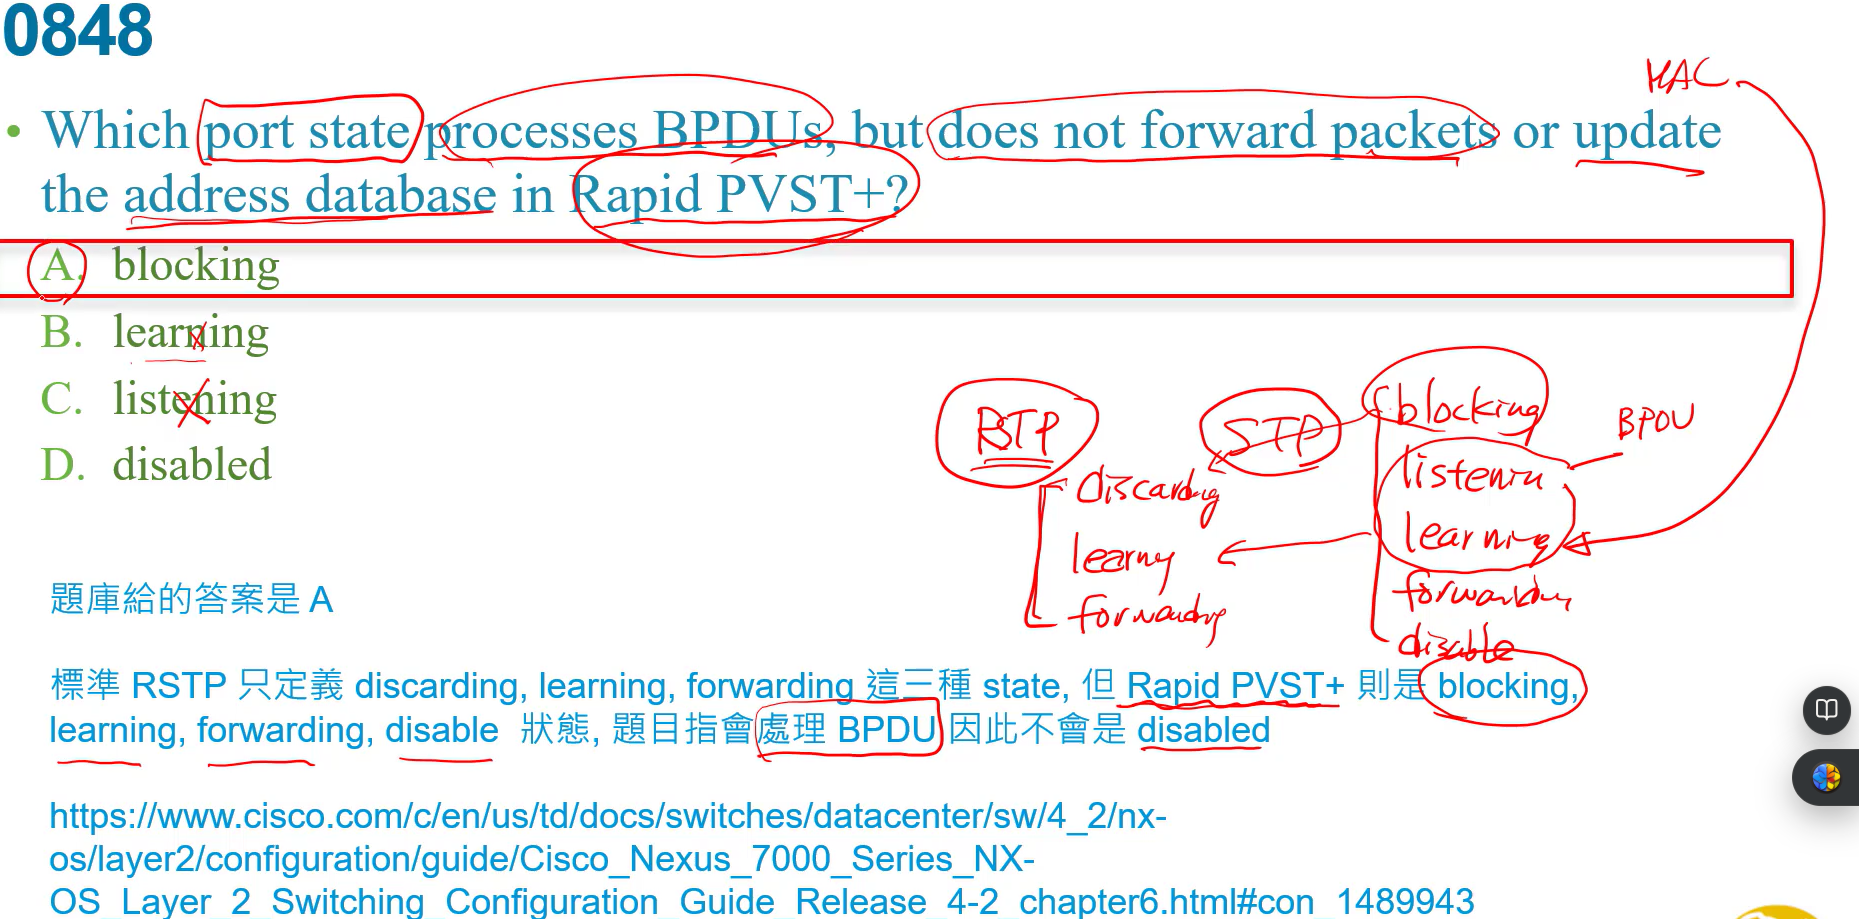 0848
MAC
• Which port state processes BPDUs, but does not forward packets or update
the address database in Rapid PVST+?
A. blocking
B. learning
C. listening
D. disabled
RSTP
discarding
learny
forwarding
STP
blocking
listenin
learning
forwarding
disable
BPDU
題庫給的答案是 A
標準 RSTP 只定義 discarding, learning, forwarding 這三種 state, 但 Rapid PVST+ 則是 blocking,
learning, forwarding, disable 狀態, 題目指會處理 BPDU 因此不會是 disabled
https://www.cisco.com/c/en/us/td/docs/switches/datacenter/sw/4_2/nx-
os/layer2/configuration/guide/Cisco_Nexus_7000_Series_NX-
OS_Layer_2_Switching_Configuration_Guide_Release_4-2_chapter6.html#con_1489943